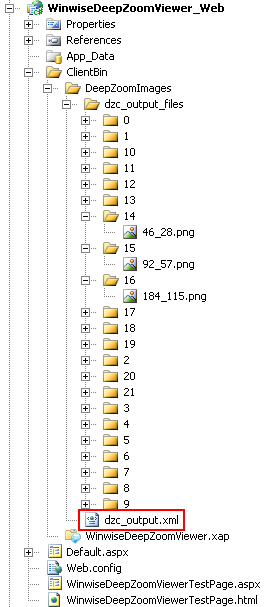 WinwiseDeepZoomViewer_Web
Properties
References
App_Data
ClientBin
DeepZoomImages
dzc_output_files
0
1
10
11
12
13
14
46_28.png
15
92_57.png
16
184_115.png
17
18
19
2
20
21
3
4
5
6
7
8
9
dzc_output.xml
WinwiseDeepZoomViewer.xap
Default.aspx
Web.config
WinwiseDeepZoomViewerTestPage.aspx
WinwiseDeepZoomViewerTestPage.html